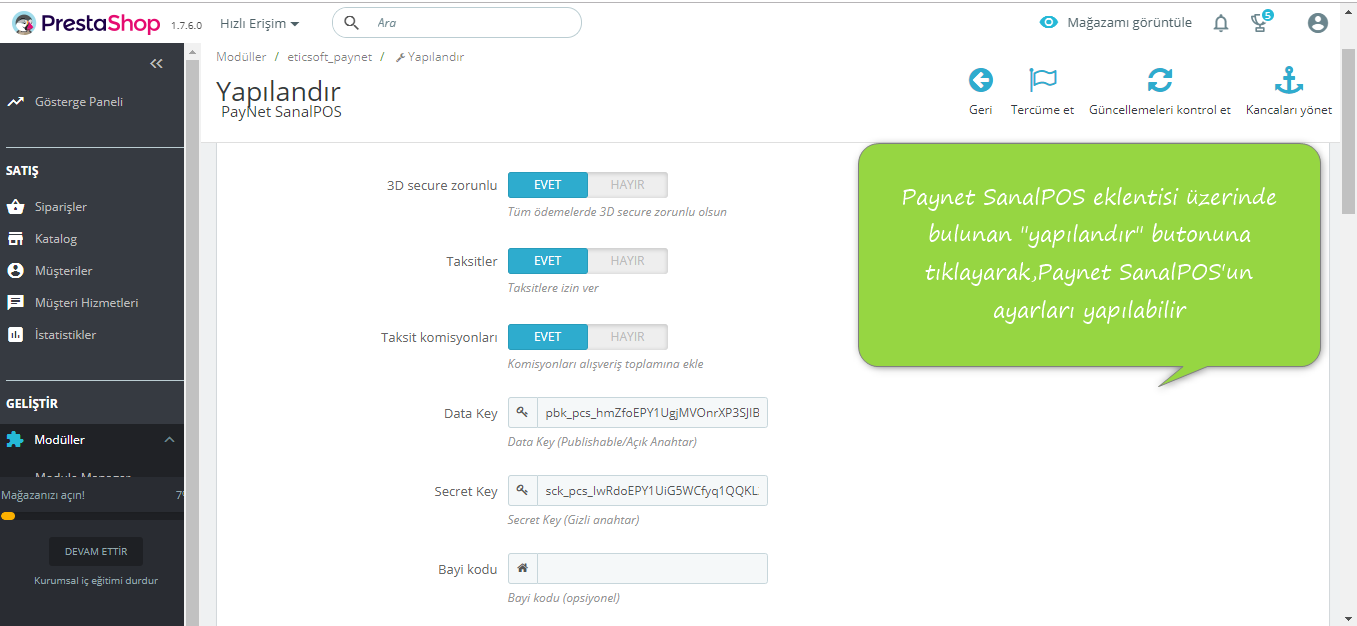 PrestaShop 1.7.6.0 Hızlı Erişim Ara Mağazamı görüntüle 5
Modüller / eticsoft_paynet / Yapılandır
Yapılandır
PayNet SanalPOS
Geri Tercüme et Güncellemeleri kontrol et Kancaları yönet
Gösterge Paneli
SATIŞ
Siparişler
Katalog
Müşteriler
Müşteri Hizmetleri
İstatistikler
GELİŞTİR
Modüller
Module Manager
Mağazanızı açın!
DEVAM ETTİR
Kurumsal iç eğitimi durdur
3D secure zorunlu EVET HAYIR
Tüm ödemelerde 3D secure zorunlu olsun
Taksitler EVET HAYIR
Taksitlere izin ver
Taksit komisyonları EVET HAYIR
Komisyonları alışveriş toplamına ekle
Data Key pbk_pcs_hmZfoEPY1UgjMVOnrXP3SJIB
Data Key (Publishable/Açık Anahtar)
Secret Key sck_pcs_lwRdoEPY1UiG5WCfyq1QQKL
Secret Key (Gizli anahtar)
Bayi kodu
Bayi kodu (opsiyonel)
Paynet SanalPOS eklentisi üzerinde
bulunan "yapılandır" butonuna
tıklayarak,Paynet SanalPOS'un
ayarları yapılabilir